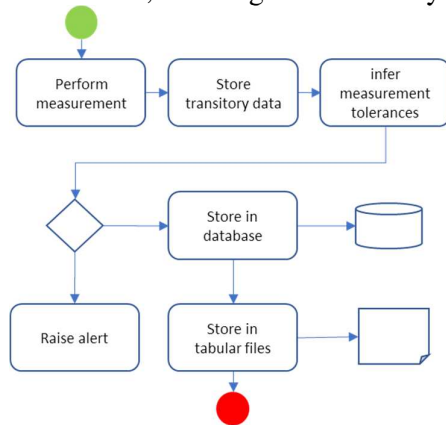 Perform
measurement
Store
transitory data
infer
measurement
tolerances
Store in
database
Raise alert
Store in
tabular files